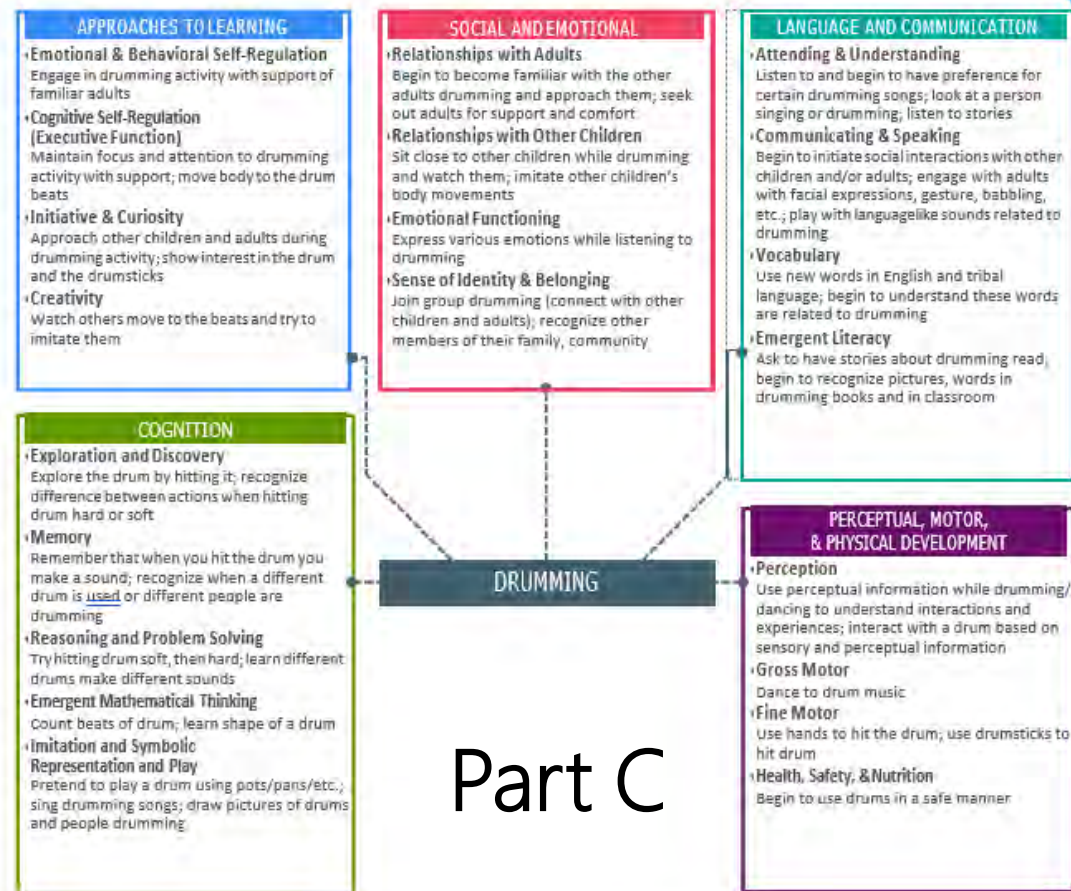 APPROACHES TO LEARNING
Emotional & Behavioral Self-Regulation
Engage in drumming activity with support of
familiar adults
Cognitive Self-Regulation
(Executive Function)
Maintain focus and attention to drumming
activity with support; move body to the drum
beats
Initiative & Curiosity
Approach other children and adults during
drumming activity; show interest in the drum
and the drumsticks
Creativity
Watch others move to the beats and try to
imitate them
SOCIAL AND EMOTIONAL
Relationships with Adults
Begin to become familiar with the other
adults drumming and approach them; seek
out adults for support and comfort
Relationships with Other Children
Sit close to other children while drumming
and watch them; imitate other children's
body movements
Emotional Functioning
Express various emotions while listening to
drumming
Sense of Identity & Belonging
Join group drumming (connect with other
children and adults); recognize other
members of their family, community
LANGUAGE AND COMMUNICATION
Attending & Understanding
Listen to and begin to have preference for
certain drumming songs; look at a person
singing or drumming; listen to stories
Communicating & Speaking
Begin to initiate social interactions with other
children and/or adults; engage with adults
with facial expressions, gesture, babbling,
etc.; play with languagelike sounds related to
drumming
Vocabulary
Use new words in English and tribal
language; begin to understand these words
are related to drumming
Emergent Literacy
Ask to have stories about drumming read,
begin to recognize pictures, words in
drumming books and in classroom
COGNITION
Exploration and Discovery
Explore the drum by hitting it; recognize
difference between actions when hitting
drum hard or soft
Memory
Remember that when you hit the drum you
make a sound; recognize when a different
drum is used or different people are
drumming
Reasoning and Problem Solving
Try hitting drum soft, then hard; learn different
drums make different sounds
Emergent Mathematical Thinking
Count beats of drum; learn shape of a drum
Imitation and Symbolic
Representation and Play
Pretend to play a drum using pots/pans/etc.;
sing drumming songs; draw pictures of drums
and people drumming
DRUMMING
PERCEPTUAL, MOTOR,
& PHYSICAL DEVELOPMENT
Perception
Use perceptual information while drumming/
dancing to understand interactions and
experiences; interact with a drum based on
sensory and perceptual information
Gross Motor
Dance to drum music
Fine Motor
Use hands to hit the drum; use drumsticks to
hit drum
Health, Safety, & Nutrition
Begin to use drums in a safe manner
Part C